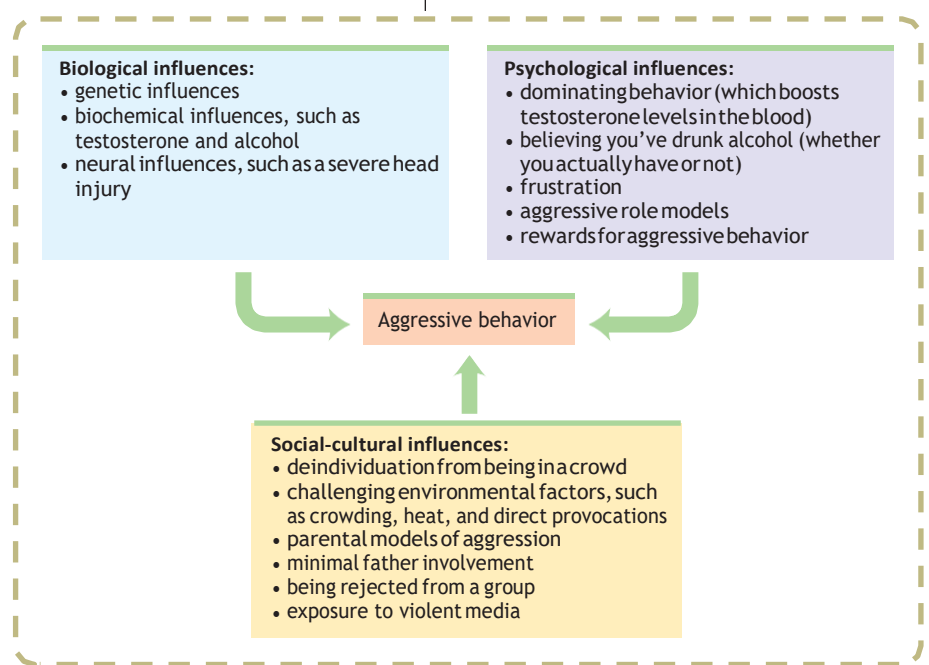 Biological influences:
• genetic influences
• biochemical influences, such as
testosterone and alcohol
• neural influences, such as a severe head
injury
Psychological influences:
• dominating behavior (which boosts
testosterone levels in the blood)
• believing you’ve drunk alcohol (whether
you actually have or not)
• frustration
• aggressive role models
• rewards for aggressive behavior
Aggressive behavior
Social-cultural influences:
• deindividuation from being in a crowd
• challenging environmental factors, such
as crowding, heat, and direct provocations
• parental models of aggression
• minimal father involvement
• being rejected from a group
• exposure to violent media